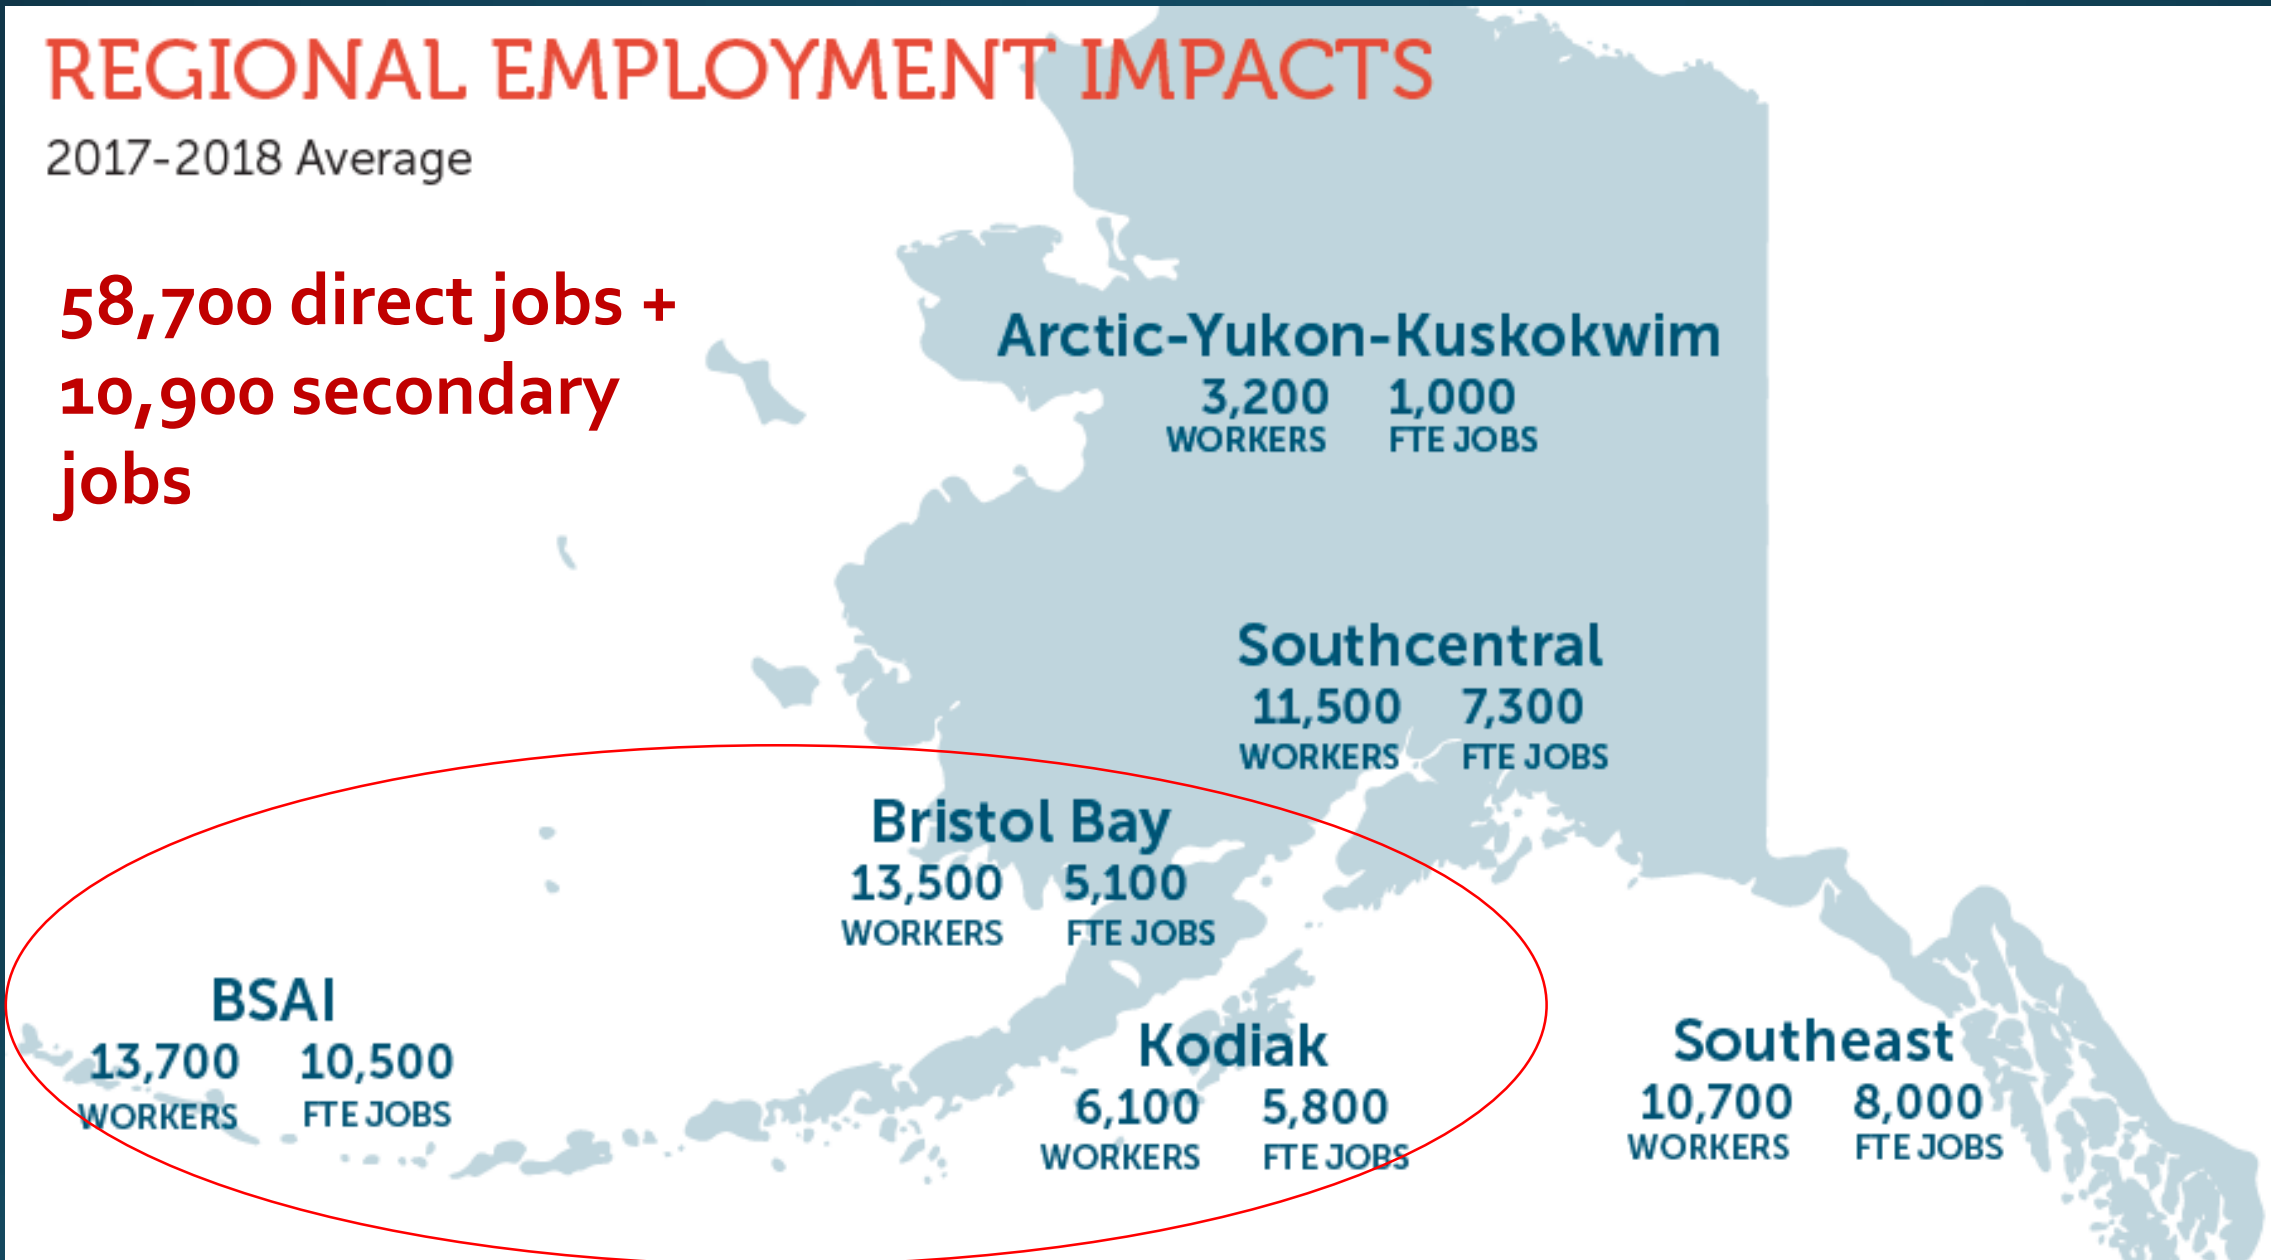 REGIONAL EMPLOYMENT IMPACTS
2017-2018 Average
58,700 direct jobs +
10,900 secondary
jobs
Arctic-Yukon-Kuskokwim
3,200 1,000
WORKERS FTE JOBS
Southcentral
11,500 7,300
WORKERS FTE JOBS
Bristol Bay
13,500 5,100
WORKERS FTE JOBS
BSAI
13,700 10,500
WORKERS FTE JOBS
Kodiak
6,100 5,800
WORKERS FTE JOBS
Southeast
10,700 8,000
WORKERS FTE JOBS